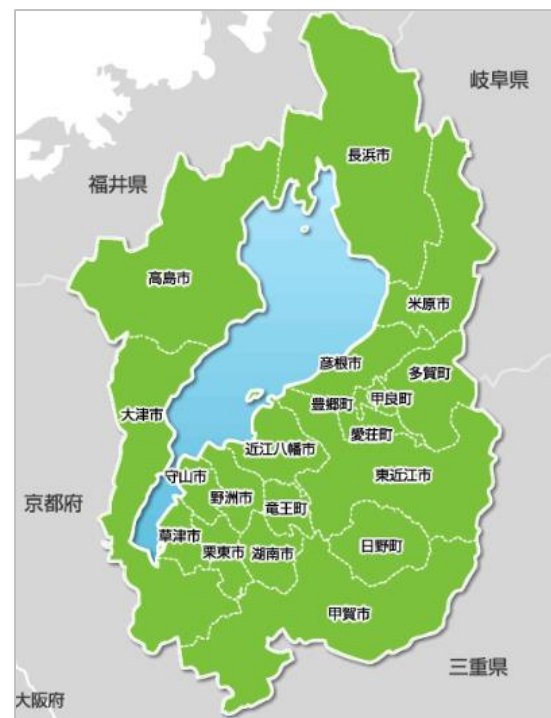 岐阜県
長浜市
福井県
高島市
米原市
彦根市
多賀町
豊郷町
甲良町
大津市
愛荘町
近江八幡市
守山市
東近江市
野洲市
京都府
竜王町
草津市
日野町
栗東市
湖南市
甲賀市
三重県
大阪府